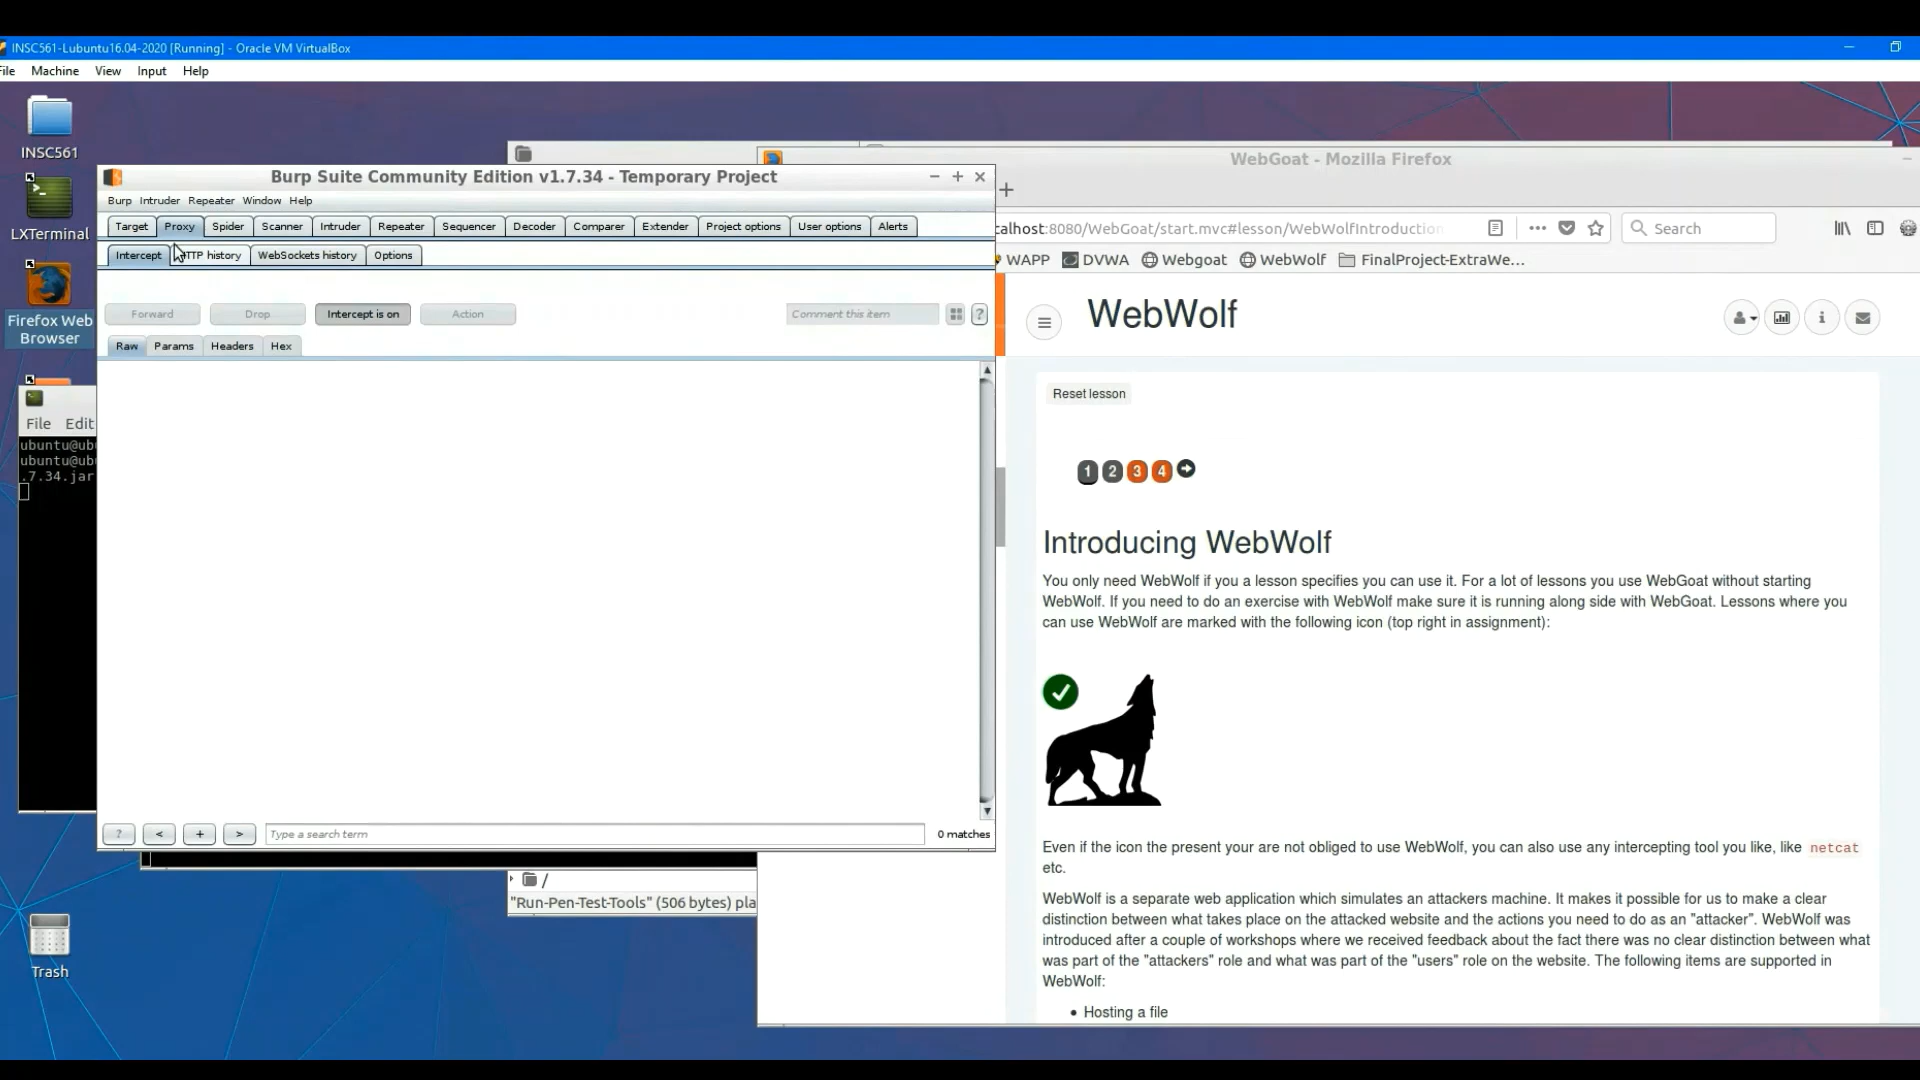 INSC561-Lubuntu16.04-2020 [Running] - Oracle VM VirtualBox
File Machine View Input Help
INSC561
LXTerminal
Firefox Web
Browser
File Edit
ubuntu@ub
ubuntu@ub
.7.34.jar
Trash
Burp Suite Community Edition v1.7.34 - Temporary Project
Burp Intruder Repeater Window Help
Target Proxy Spider Scanner Intruder Repeater Sequencer Decoder Comparer Extender Project options User options Alerts
Intercept HTTP history WebSockets history Options
Forward Drop Intercept is on Action Comment this item ?
Raw Params Headers Hex
? < + > Type a search term 0 matches
/
"Run-Pen-Test-Tools" (506 bytes) pla
WebGoat - Mozilla Firefox
calhost:8080/WebGoat/start.mvc#lesson/WebWolfIntroduction
Search
WAPP DVWA Webgoat WebWolf FinalProject-ExtraWe...
WebWolf
Reset lesson
1 2 3 4
Introducing WebWolf
You only need WebWolf if you a lesson specifies you can use it. For a lot of lessons you use WebGoat without starting
WebWolf. If you need to do an exercise with WebWolf make sure it is running along side with WebGoat. Lessons where you
can use WebWolf are marked with the following icon (top right in assignment):
Even if the icon the present your are not obliged to use WebWolf, you can also use any intercepting tool you like, like netcat
etc.
WebWolf is a separate web application which simulates an attackers machine. It makes it possible for us to make a clear
distinction between what takes place on the attacked website and the actions you need to do as an "attacker". WebWolf was
introduced after a couple of workshops where we received feedback about the fact there was no clear distinction between what
was part of the "attackers" role and what was part of the "users" role on the website. The following items are supported in
WebWolf:
• Hosting a file